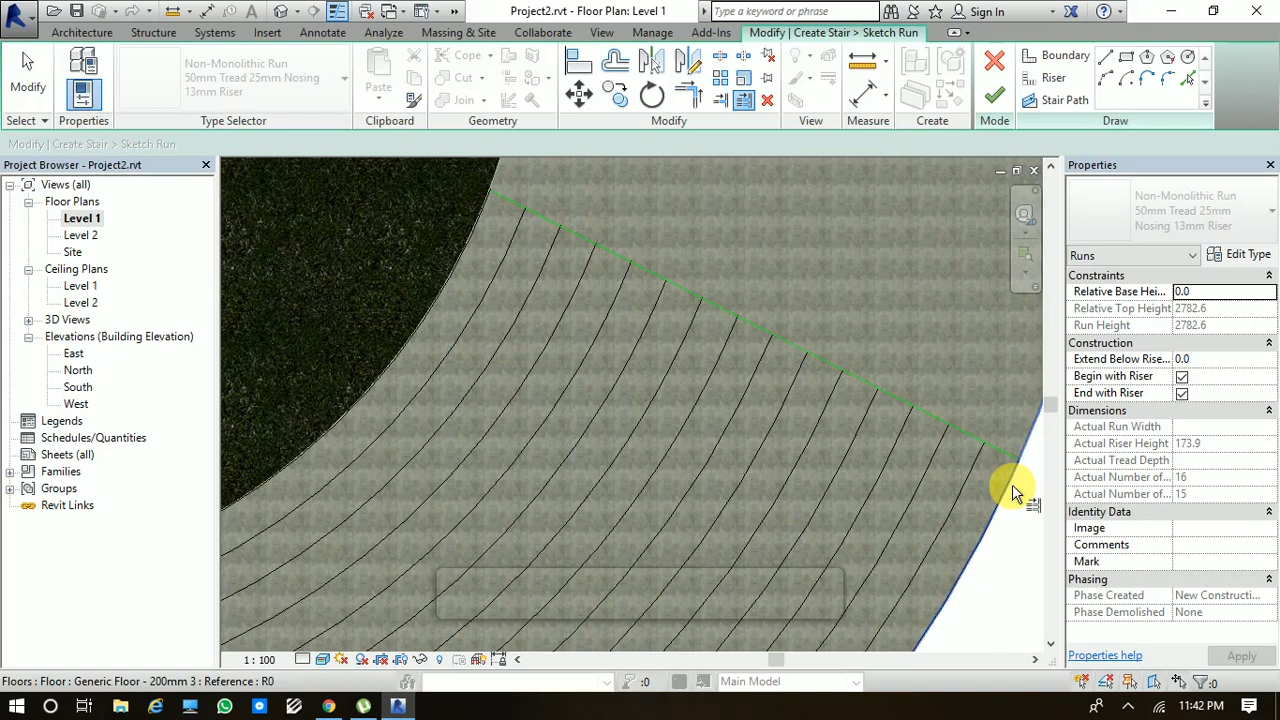 Project2.rvt - Floor Plan: Level 1
Type a keyword or phrase
Sign In
Architecture
Structure
Systems
Insert
Annotate
Analyze
Massing & Site
Collaborate
View
Manage
Add-Ins
Modify | Create Stair > Sketch Run
Modify
Select
Properties
Non-Monolithic Run
50mm Tread 25mm Nosing
13mm Riser
Type Selector
Paste
Clipboard
Cope
Cut
Join
Geometry
Modify
View
Measure
Create
Mode
Boundary
Riser
Stair Path
Draw
Modify | Create Stair > Sketch Run
Project Browser - Project2.rvt
Views (all)
Floor Plans
Level 1
Level 2
Site
Ceiling Plans
Level 1
Level 2
3D Views
Elevations (Building Elevation)
East
North
South
West
Legends
Schedules/Quantities
Sheets (all)
Families
Groups
Revit Links
2D
1 : 100
Properties
Non-Monolithic Run
50mm Tread 25mm
Nosing 13mm Riser
Runs
Edit Type
Constraints
Relative Base Hei... 0.0
Relative Top Height 2782.6
Run Height 2782.6
Construction
Extend Below Rise... 0.0
Begin with Riser
End with Riser
Dimensions
Actual Run Width
Actual Riser Height 173.9
Actual Tread Depth
Actual Number of... 16
Actual Number of... 15
Identity Data
Image
Comments
Mark
Phasing
Phase Created New Constructi...
Phase Demolished None
Properties help
Apply
Floors : Floor : Generic Floor - 200mm 3 : Reference : R0
:0
Main Model
:0
11:42 PM